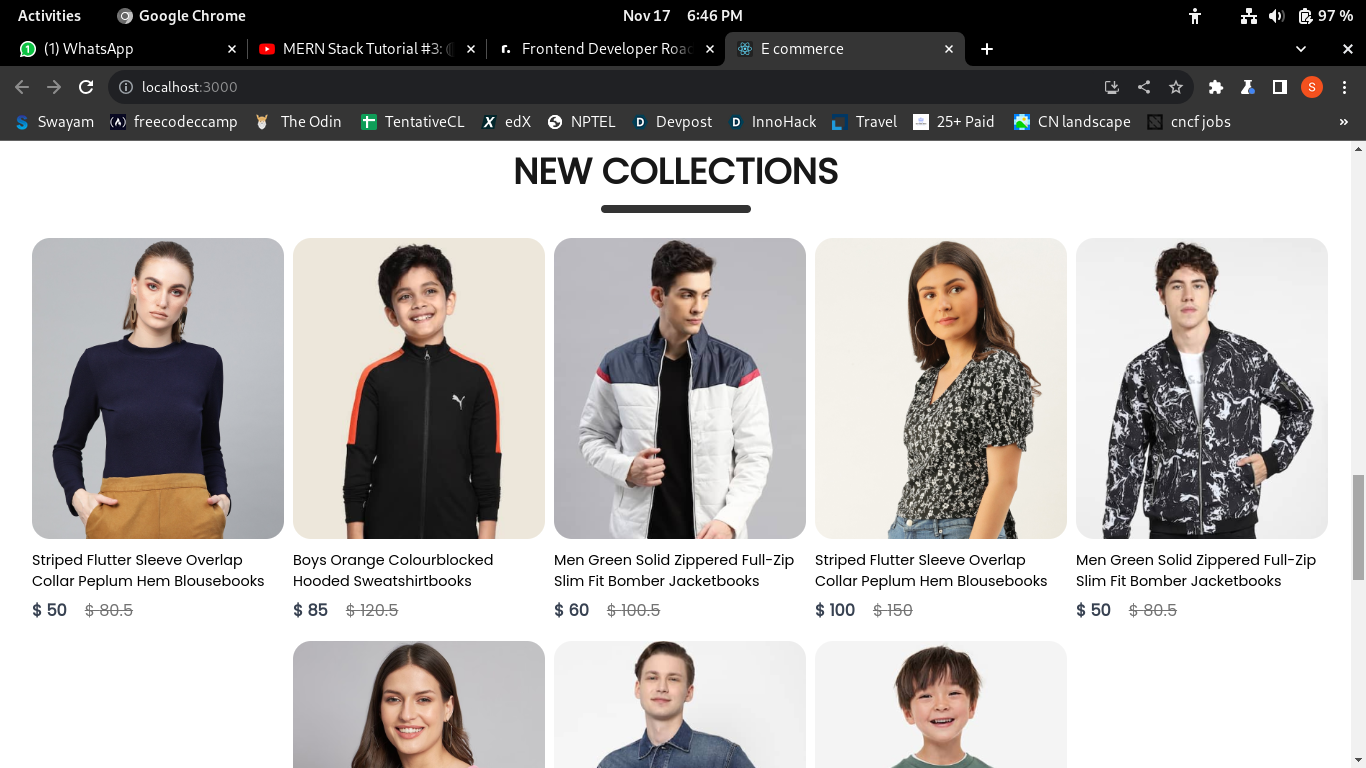 Activities Google Chrome Nov 17 6:46 PM 97 %
(1) WhatsApp MERN Stack Tutorial #3: Frontend Developer Roa E commerce
localhost:3000 S
Swayam freecodeccamp The Odin TentativeCL edX NPTEL Devpost InnoHack Travel 25+ Paid CN landscape cncf jobs »
NEW COLLECTIONS
Striped Flutter Sleeve Overlap
Collar Peplum Hem Blousebooks
$ 50 $ 80.5
Boys Orange Colourblocked
Hooded Sweatshirtbooks
$ 85 $ 120.5
Men Green Solid Zippered Full-Zip
Slim Fit Bomber Jacketbooks
$ 60 $ 100.5
Striped Flutter Sleeve Overlap
Collar Peplum Hem Blousebooks
$ 100 $ 150
Men Green Solid Zippered Full-Zip
Slim Fit Bomber Jacketbooks
$ 50 $ 80.5